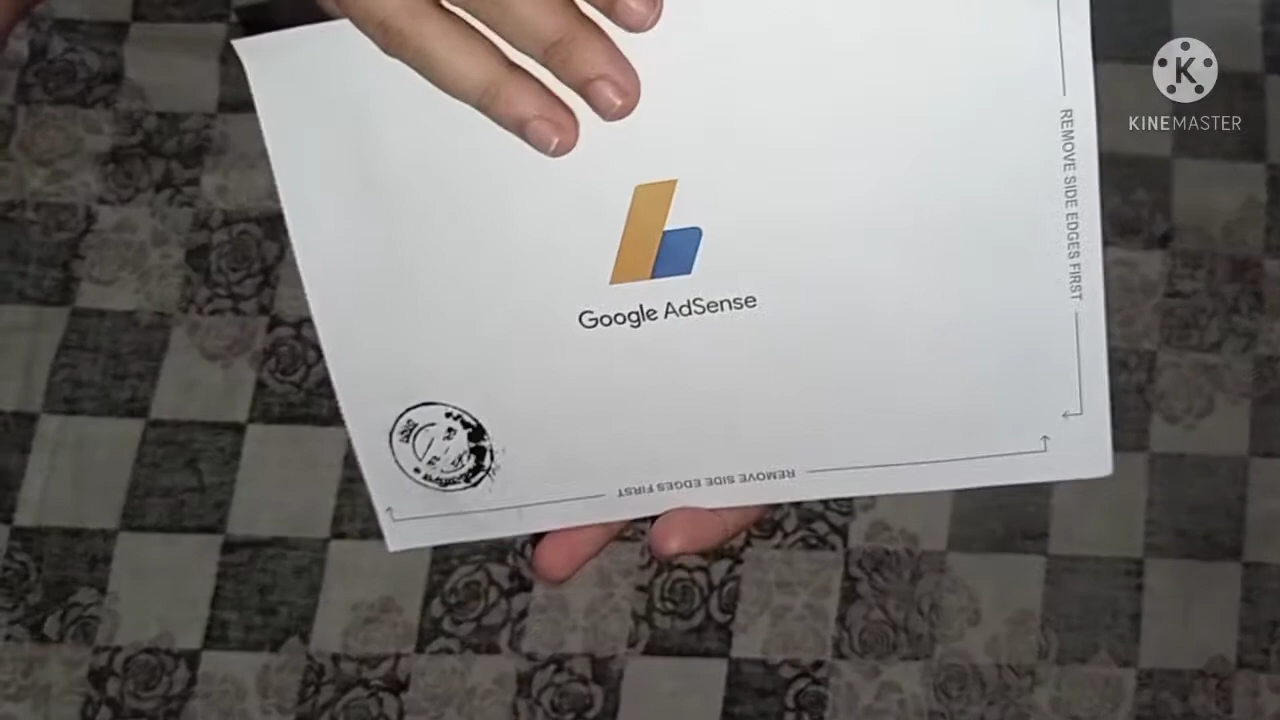 K
KINEMASTER
REMOVE SIDE EDGES FIRST
Google AdSense
REMOVE SIDE EDGES FIRST